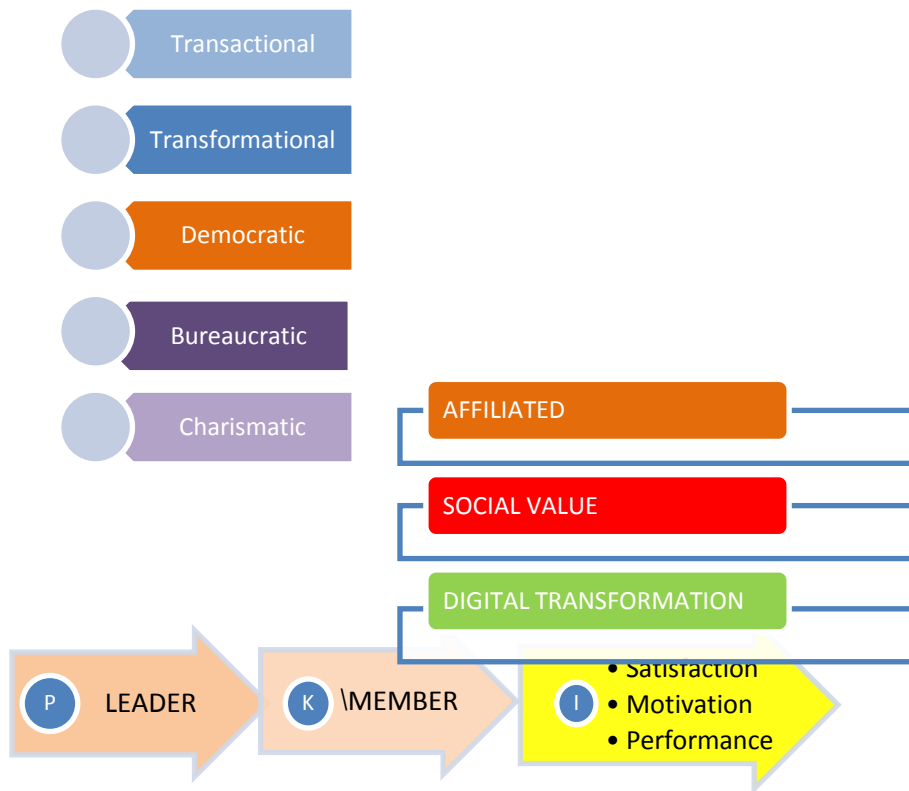 Transactional
Transformational
Democratic
Bureaucratic
Charismatic
AFFILIATED
SOCIAL VALUE
DIGITAL TRANSFORMATION
P LEADER
K \MEMBER
I
• Satisfaction
• Motivation
• Performance